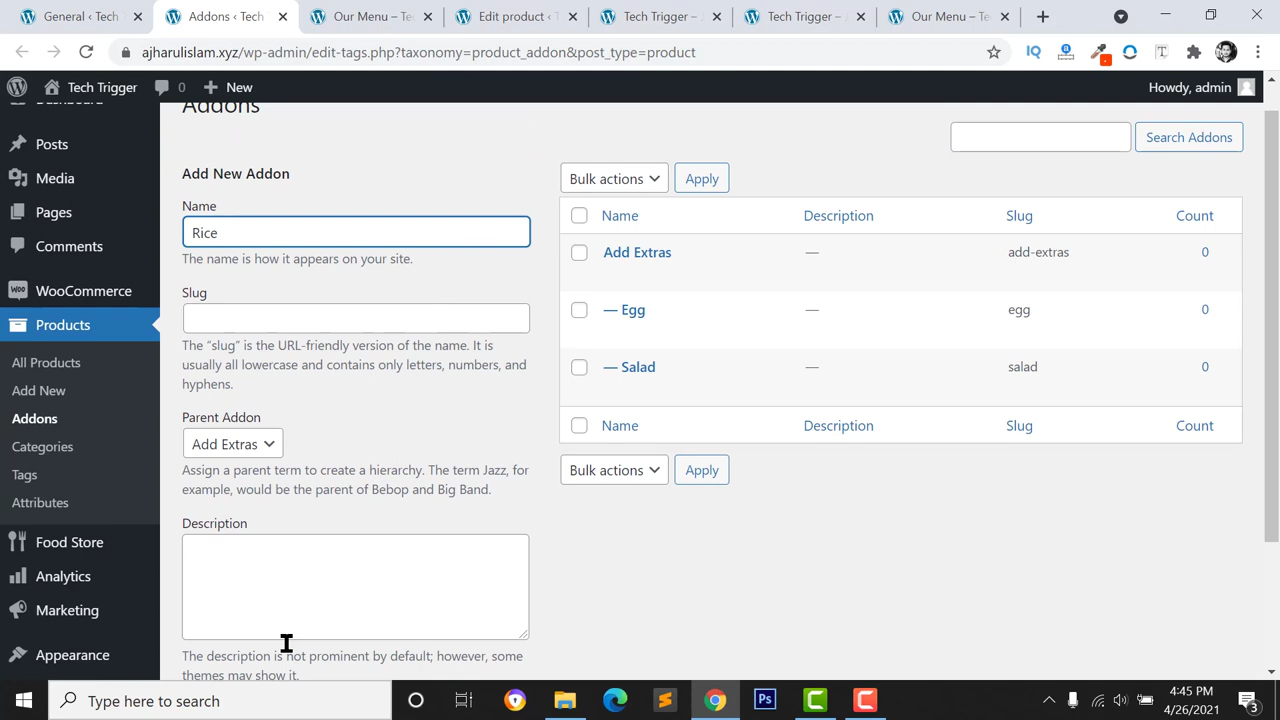 General ‹ Tech T
Addons ‹ Tech T
Our Menu – Te
Edit product ‹ T
Tech Trigger –
Tech Trigger –
Our Menu – Te
ajharulislam.xyz/wp-admin/edit-tags.php?taxonomy=product_addon&post_type=product
Tech Trigger
0
New
Howdy, admin
Dashboard
Posts
Media
Pages
Comments
WooCommerce
Products
All Products
Add New
Addons
Categories
Tags
Attributes
Food Store
Analytics
Marketing
Appearance
Addons
Search Addons
Add New Addon
Name
Rice
The name is how it appears on your site.
Slug
The “slug” is the URL-friendly version of the name. It is
usually all lowercase and contains only letters, numbers, and
hyphens.
Parent Addon
Add Extras
Assign a parent term to create a hierarchy. The term Jazz, for
example, would be the parent of Bebop and Big Band.
Description
The description is not prominent by default; however, some
themes may show it.
Bulk actions
Apply
Name Description Slug Count
Add Extras — add-extras 0
— Egg — egg 0
— Salad — salad 0
Name Description Slug Count
Bulk actions
Apply
Type here to search
Ps
4:45 PM
4/26/2021
3